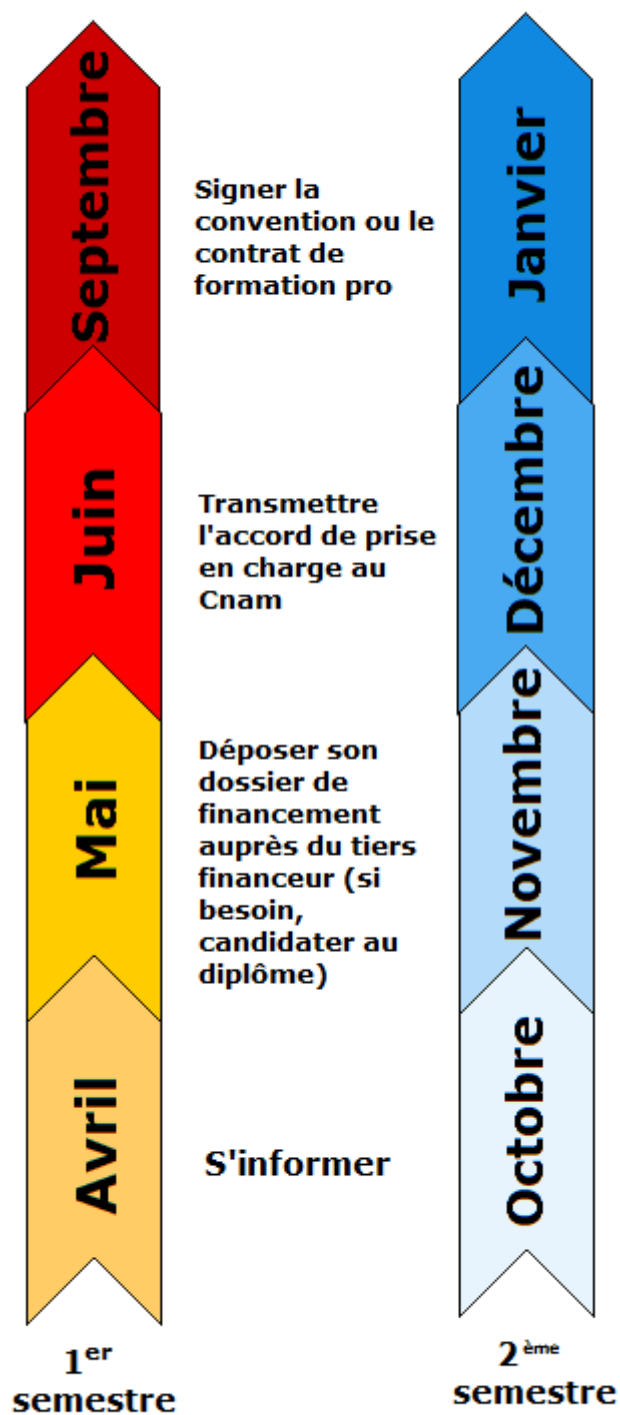 Septembre
Signer la
convention ou le
contrat de
formation pro
Janvier
Juin
Transmettre
l'accord de prise
en charge au
Cnam
Décembre
Mai
Déposer son
dossier de
financement
auprès du tiers
financeur (si
besoin,
candidater au
diplôme)
Novembre
Avril
S'informer
Octobre
1er
semestre
2ème
semestre